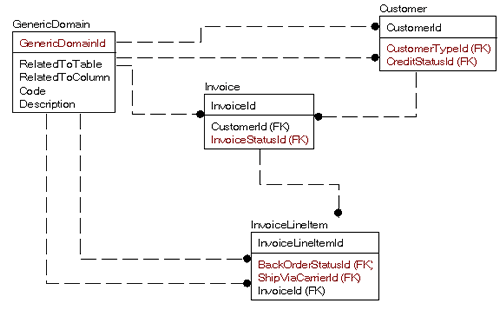 Customer
CustomerId
CustomerTypeId (FK)
CreditStatusId (FK)
GenericDomain
GenericDomainId
RelatedToTable
RelatedToColumn
Code
Description
Invoice
InvoiceId
CustomerId (FK)
InvoiceStatusId (FK)
InvoiceLineItem
InvoiceLineItemId
BackOrderStatusId (FK)
ShipViaCarrierId (FK)
InvoiceId (FK)